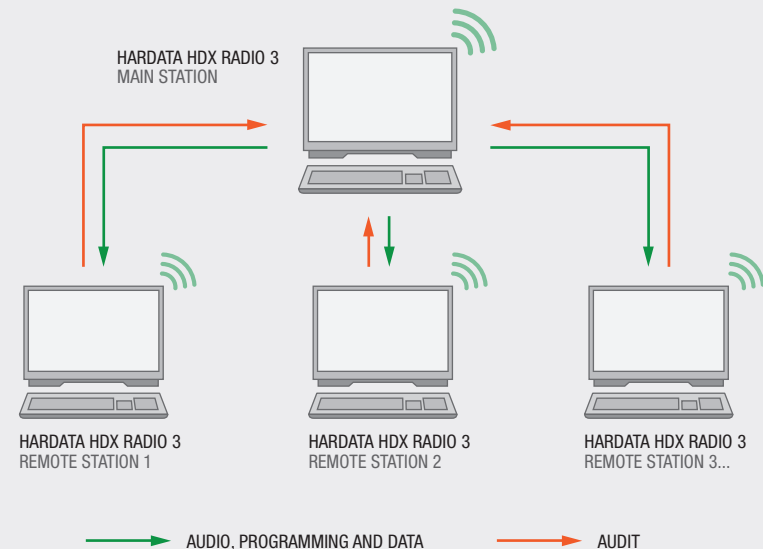 HARDATA HDX RADIO 3
MAIN STATION
HARDATA HDX RADIO 3
REMOTE STATION 1
HARDATA HDX RADIO 3
REMOTE STATION 2
HARDATA HDX RADIO 3
REMOTE STATION 3...
AUDIO, PROGRAMMING AND DATA
AUDIT